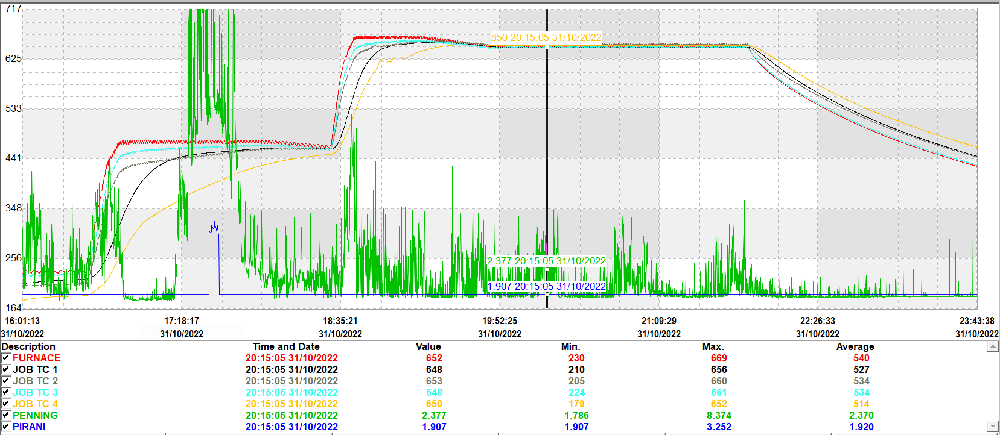 717
650 20:15:05 31/10/2022
625
533
441
348
256
2.377 20:15:05 31/10/2022
1.907 20:15:05 31/10/2022
164
16:01:13 17:18:17 18:35:21 19:52:25 21:09:29 22:26:33 23:43:38
31/10/2022 31/10/2022 31/10/2022 31/10/2022 31/10/2022 31/10/2022 31/10/2022
Description Time and Date Value Min. Max. Average
FURNACE 20:15:05 31/10/2022 652 230 669 540
JOB TC 1 20:15:05 31/10/2022 648 210 656 527
JOB TC 2 20:15:05 31/10/2022 653 205 660 534
JOB TC 3 20:15:05 31/10/2022 648 224 661 534
JOB TC 4 20:15:05 31/10/2022 650 179 652 514
PENNING 20:15:05 31/10/2022 2.377 1.786 8.374 2.370
PIRANI 20:15:05 31/10/2022 1.907 1.907 3.252 1.920